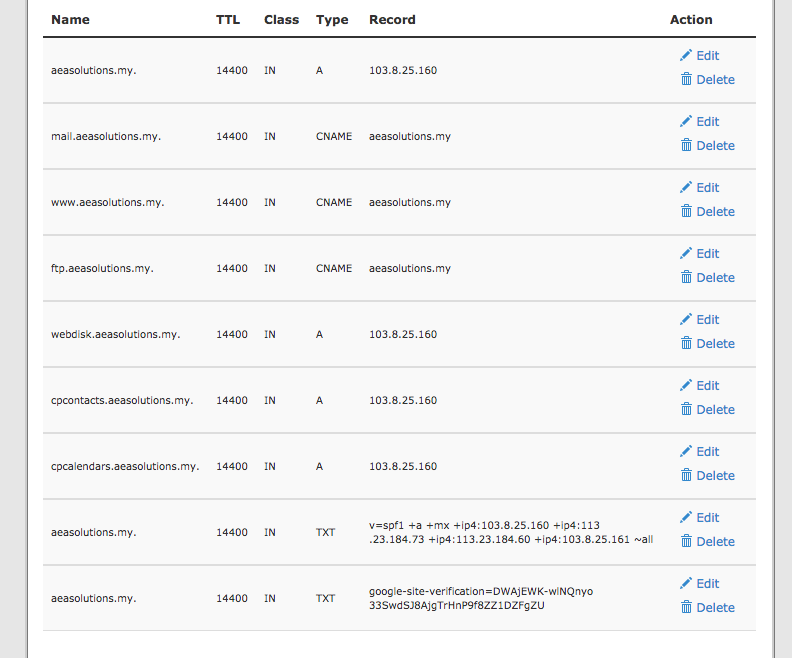 Name TTL Class Type Record Action
aeasolutions.my. 14400 IN A 103.8.25.160 Edit
Delete
mail.aeasolutions.my. 14400 IN CNAME aeasolutions.my Edit
Delete
www.aeasolutions.my. 14400 IN CNAME aeasolutions.my Edit
Delete
ftp.aeasolutions.my. 14400 IN CNAME aeasolutions.my Edit
Delete
webdisk.aeasolutions.my. 14400 IN A 103.8.25.160 Edit
Delete
cpcontacts.aeasolutions.my. 14400 IN A 103.8.25.160 Edit
Delete
cpcalendars.aeasolutions.my. 14400 IN A 103.8.25.160 Edit
Delete
aeasolutions.my. 14400 IN TXT v=spf1 +a +mx +ip4:103.8.25.160 +ip4:113 Edit
.23.184.73 +ip4:113.23.184.60 +ip4:103.8.25.161 ~all Delete
aeasolutions.my. 14400 IN TXT google-site-verification=DWAjEWK-wlNQnyo Edit
33SwdSJ8AjgTrHnP9f8ZZ1DZFgZU Delete